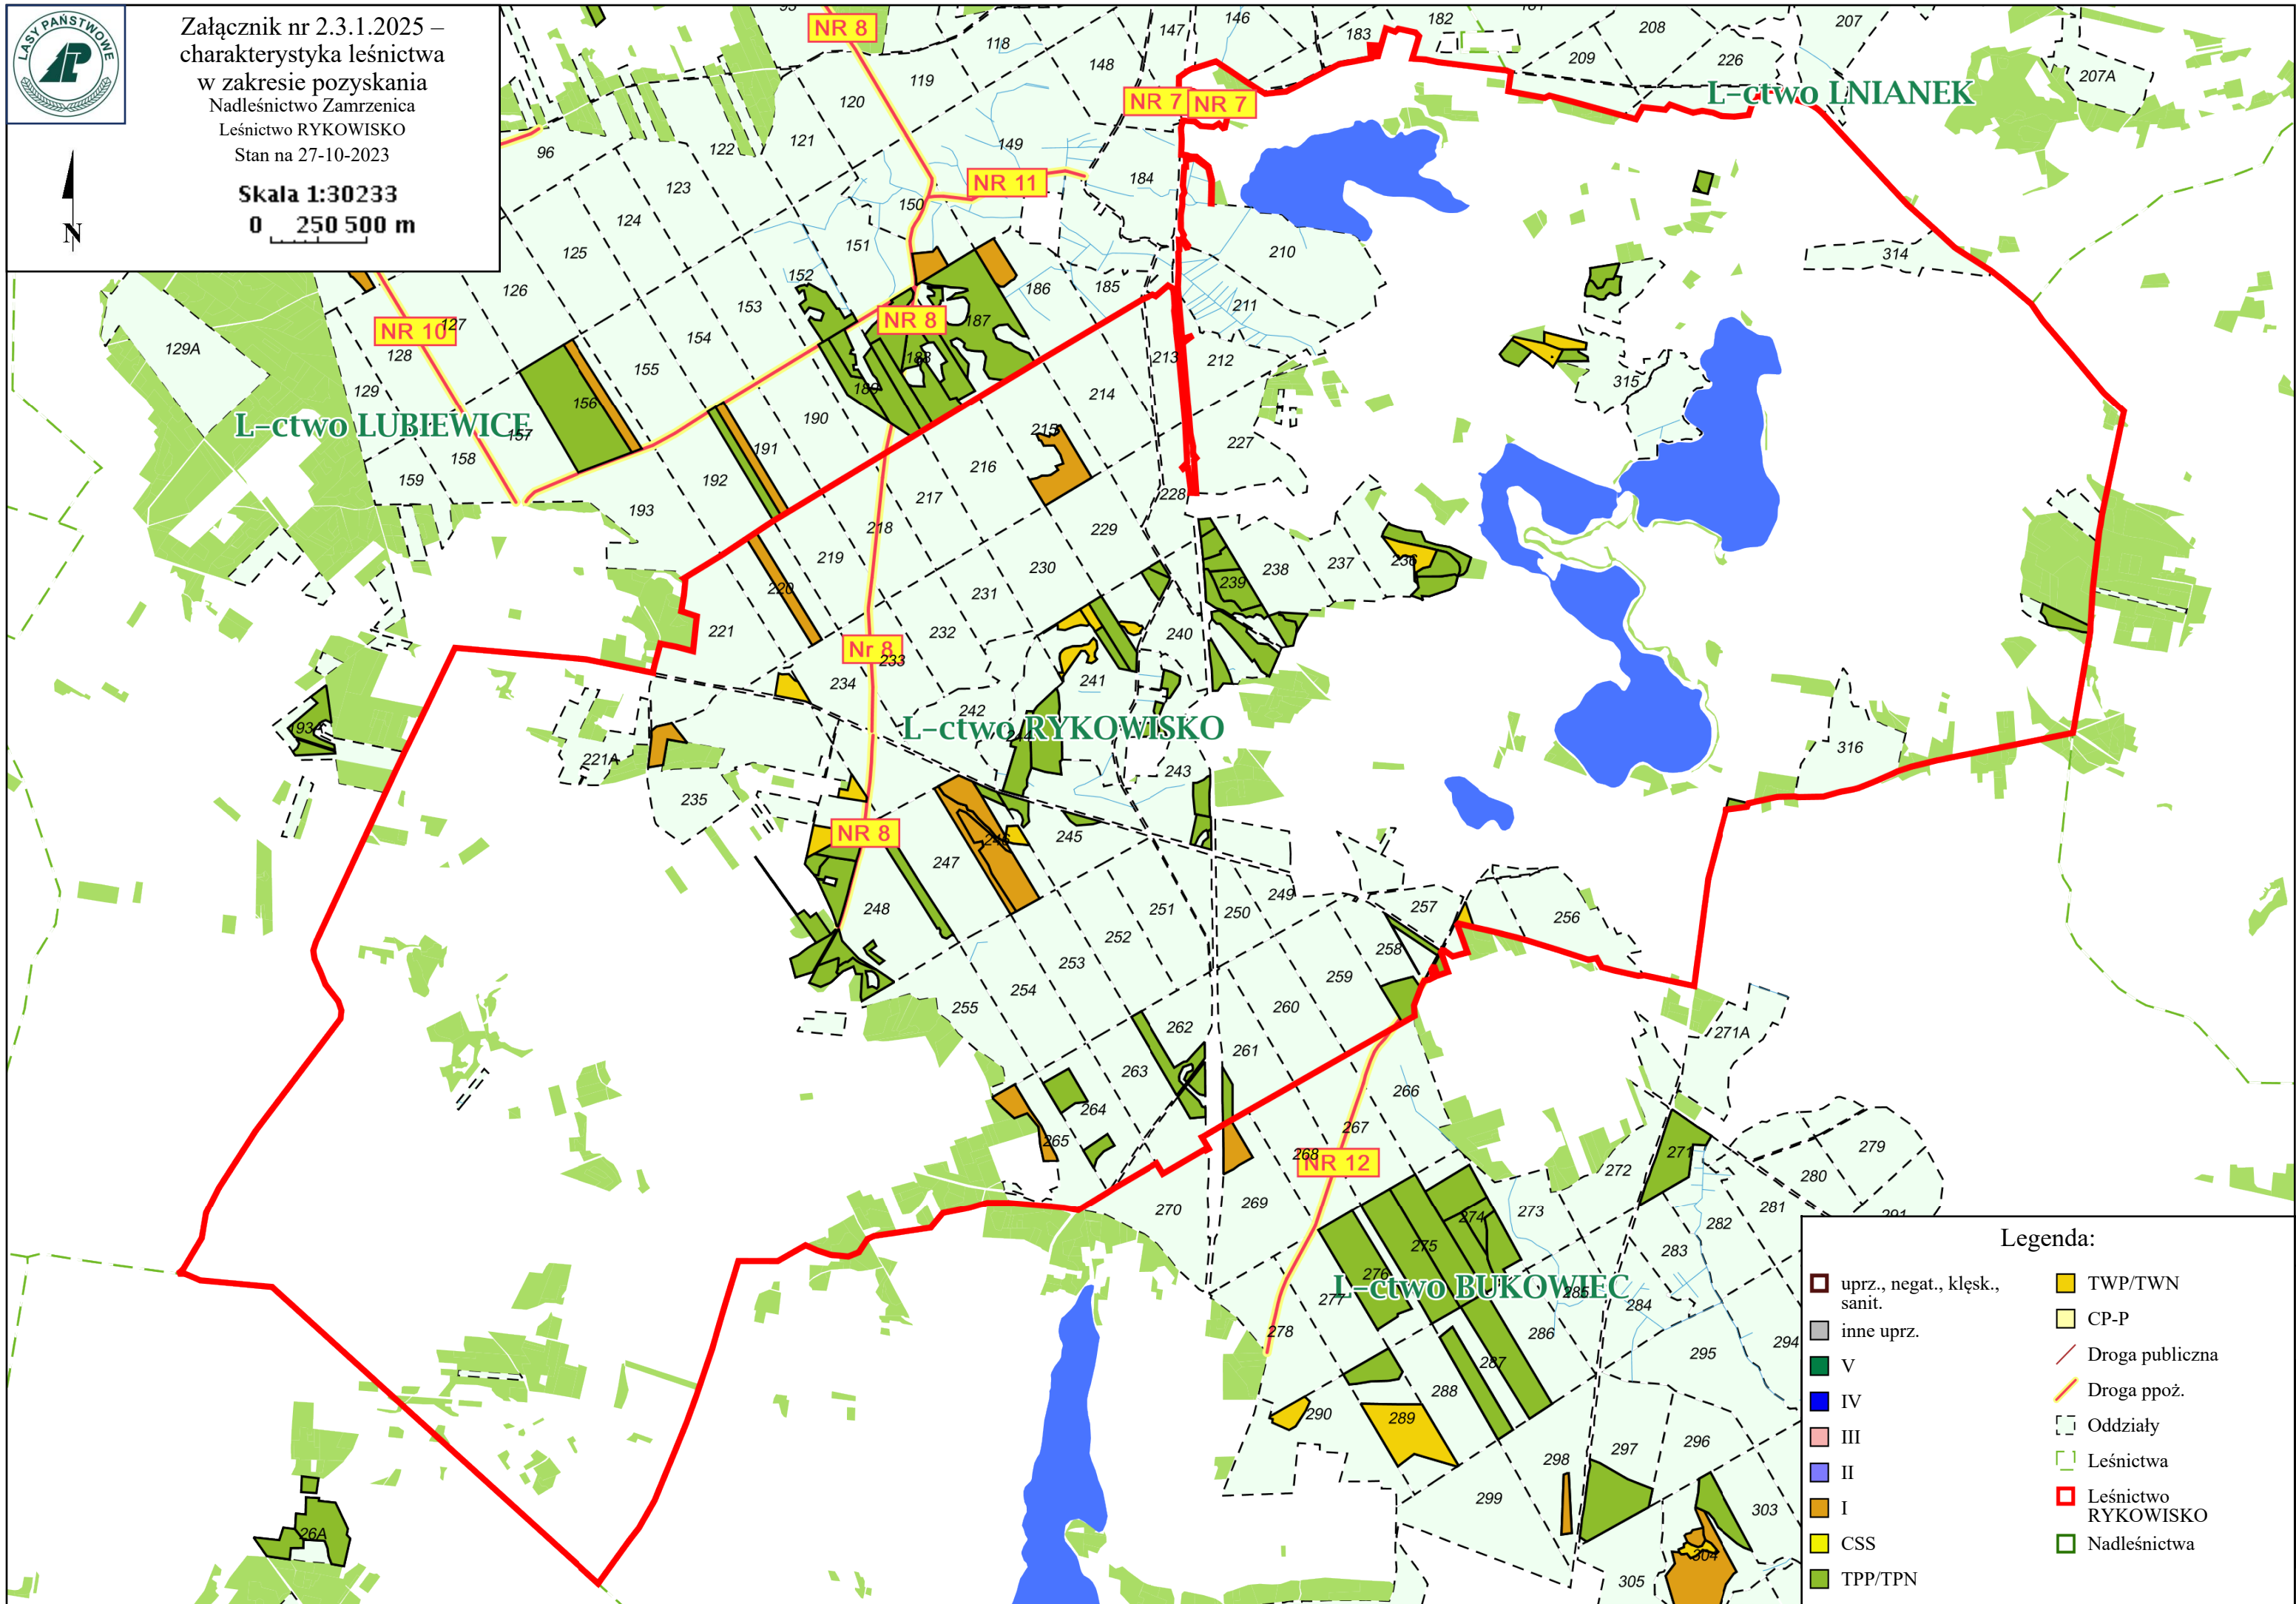 LASY PAŃSTWOWE
Załącznik nr 2.3.1.2025 –
charakterystyka leśnictwa
w zakresie pozyskania
Nadleśnictwo Zamrzenica
Leśnictwo RYKOWISKO
Stan na 27-10-2023
Skala 1:30233
0 250 500 m
N
NR 8
146
182
208
207
147
118
183
209
226
148
119
L-ctwo LNIANEK
207A
120
NR 7
NR 7
121
122
149
96
184
123
NR 11
150
124
151
210
125
314
152
186
185
126
153
211
NR 8
187
NR 10
127
154
128
129A
188
213
212
155
315
129
189
214
156
190
L-ctwo LUBIEWICE
157
215
227
191
158
216
159
192
217
228
193
218
229
219
236
230
238
237
220
239
231
221
232
240
Nr 8
233
241
234
242
193A
L-ctwo RYKOWISKO
244
316
221A
243
235
NR 8
246
245
247
249
248
251
250
257
256
252
258
253
259
254
255
260
262
271A
261
263
266
264
267
265
279
268
NR 12
271
272
280
270
269
273
281
274
282
291
275
283
276
L-ctwo BUKOWIEC
277
285
284
278
286
294
295
287
288
290
289
296
297
298
299
303
26A
304
305
Legenda:
uprz., negat., klęsk.,
sanit.
inne uprz.
V
IV
III
II
I
CSS
TPP/TPN
TWP/TWN
CP-P
Droga publiczna
Droga ppoż.
Oddziały
Leśnictwa
Leśnictwo
RYKOWISKO
Nadleśnictwa